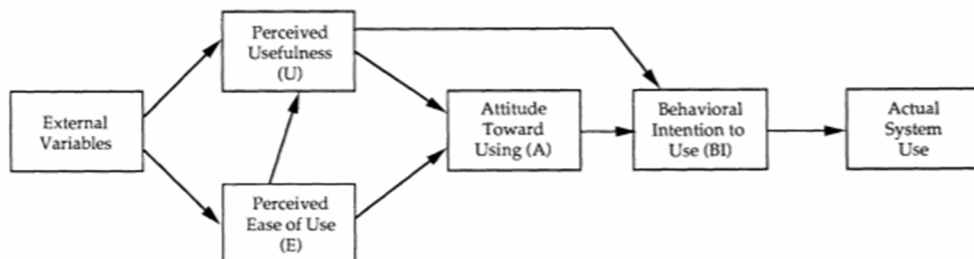 External
Variables
Perceived
Usefulness
(U)
Perceived
Ease of Use
(E)
Attitude
Toward
Using (A)
Behavioral
Intention to
Use (BI)
Actual
System
Use